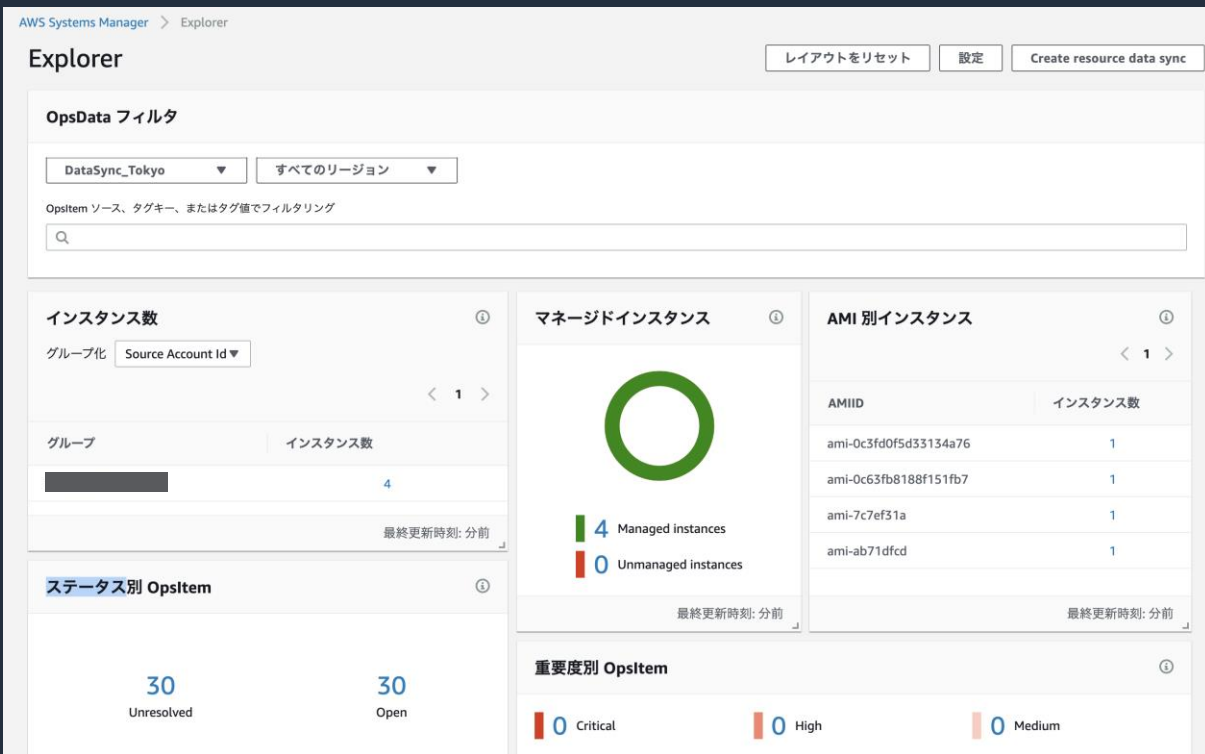 AWS Systems Manager > Explorer
Explorer
レイアウトをリセット 設定 Create resource data sync
OpsData フィルタ
DataSync_Tokyo ▼ すべてのリージョン ▼
OpsItem ソース、タグキー、またはタグ値でフィルタリング
インスタンス数
グループ化 Source Account Id ▼
< 1 >
グループ インスタンス数
4
最終更新時刻: 分前
マネージドインスタンス
4 Managed instances
0 Unmanaged instances
最終更新時刻: 分前
AMI 別インスタンス
< 1 >
AMIID インスタンス数
ami-0c3fd0f5d33134a76 1
ami-0c63fb8188f151fb7 1
ami-7c7ef31a 1
ami-ab71dfcd 1
最終更新時刻: 分前
ステータス別 OpsItem
30 30
Unresolved Open
重要度別 OpsItem
0 Critical 0 High 0 Medium